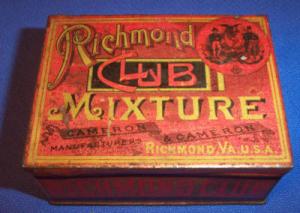 Richmond
CLUB
MIXTURE
CAMERON & CAMERON
MANUFACTURERS
RICHMOND, VA. U.S.A.